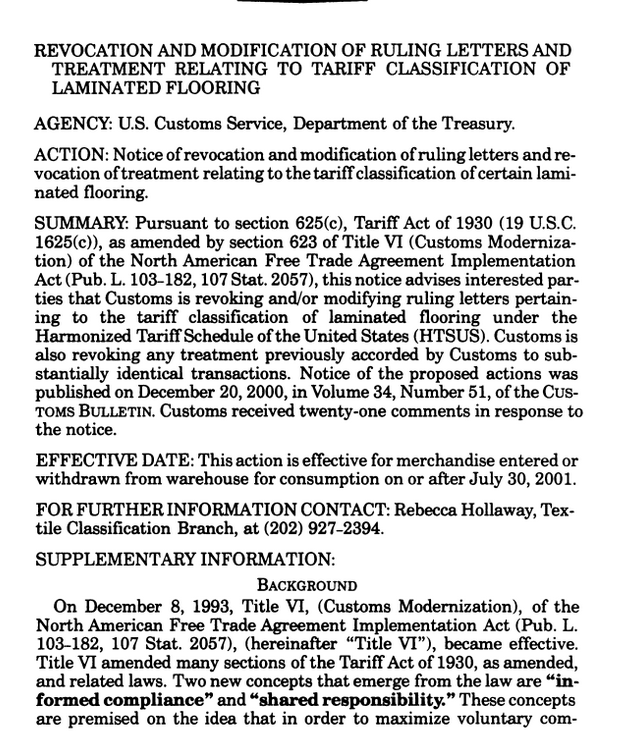 REVOCATION AND MODIFICATION OF RULING LETTERS AND
TREATMENT RELATING TO TARIFF CLASSIFICATION OF
LAMINATED FLOORING
AGENCY: U.S. Customs Service, Department of the Treasury.
ACTION: Notice of revocation and modification of ruling letters and re-
vocation of treatment relating to the tariff classification of certain lami-
nated flooring.
SUMMARY: Pursuant to section 625(c), Tariff Act of 1930 (19 U.S.C.
1625(c)), as amended by section 623 of Title VI (Customs Moderniza-
tion) of the North American Free Trade Agreement Implementation
Act (Pub. L. 103-182, 107 Stat. 2057), this notice advises interested par-
ties that Customs is revoking and/or modifying ruling letters pertain-
ing to the tariff classification of laminated flooring under the
Harmonized Tariff Schedule of the United States (HTSUS). Customs is
also revoking any treatment previously accorded by Customs to sub-
stantially identical transactions. Notice of the proposed actions was
published on December 20, 2000, in Volume 34, Number 51, of the CUS-
TOMS BULLETIN. Customs received twenty-one comments in response to
the notice.
EFFECTIVE DATE: This action is effective for merchandise entered or
withdrawn from warehouse for consumption on or after July 30, 2001.
FOR FURTHER INFORMATION CONTACT: Rebecca Hollaway, Tex-
tile Classification Branch, at (202) 927-2394.
SUPPLEMENTARY INFORMATION:
BACKGROUND
On December 8, 1993, Title VI, (Customs Modernization), of the
North American Free Trade Agreement Implementation Act (Pub. L.
103-182, 107 Stat. 2057), (hereinafter "Title VI"), became effective.
Title VI amended many sections of the Tariff Act of 1930, as amended,
and related laws. Two new concepts that emerge from the law are "in-
formed compliance" and "shared responsibility." These concepts
are premised on the idea that in order to maximize voluntary com-